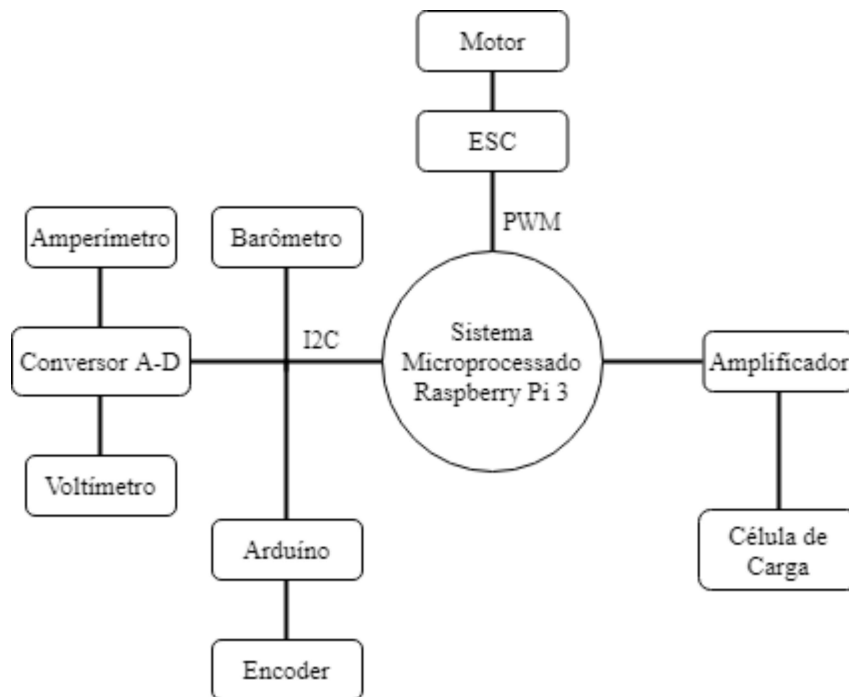 Motor
ESC
PWM
Amperímetro
Barômetro
I2C
Sistema
Microprocessado
Raspberry Pi 3
Conversor A-D
Amplificador
Voltímetro
Arduíno
Célula de
Carga
Encoder